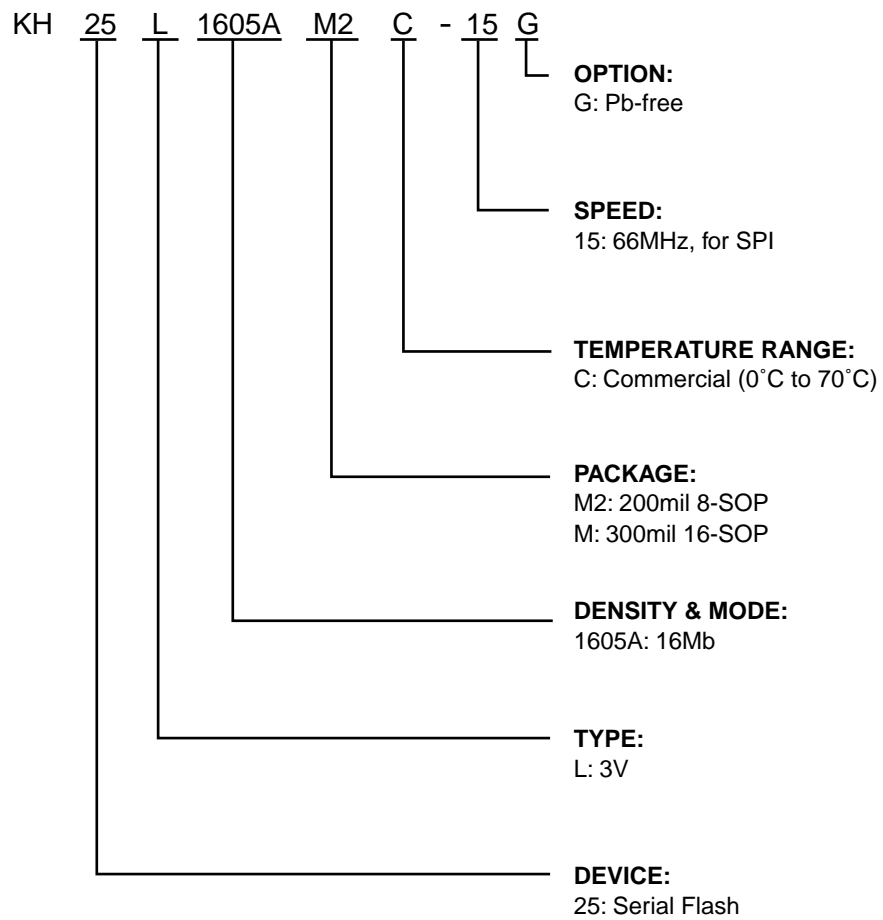 KH 25 L 1605A M2 C - 15 G
OPTION:
G: Pb-free
SPEED:
15: 66MHz, for SPI
TEMPERATURE RANGE:
C: Commercial (0˚C to 70˚C)
PACKAGE:
M2: 200mil 8-SOP
M: 300mil 16-SOP
DENSITY & MODE:
1605A: 16Mb
TYPE:
L: 3V
DEVICE:
25: Serial Flash